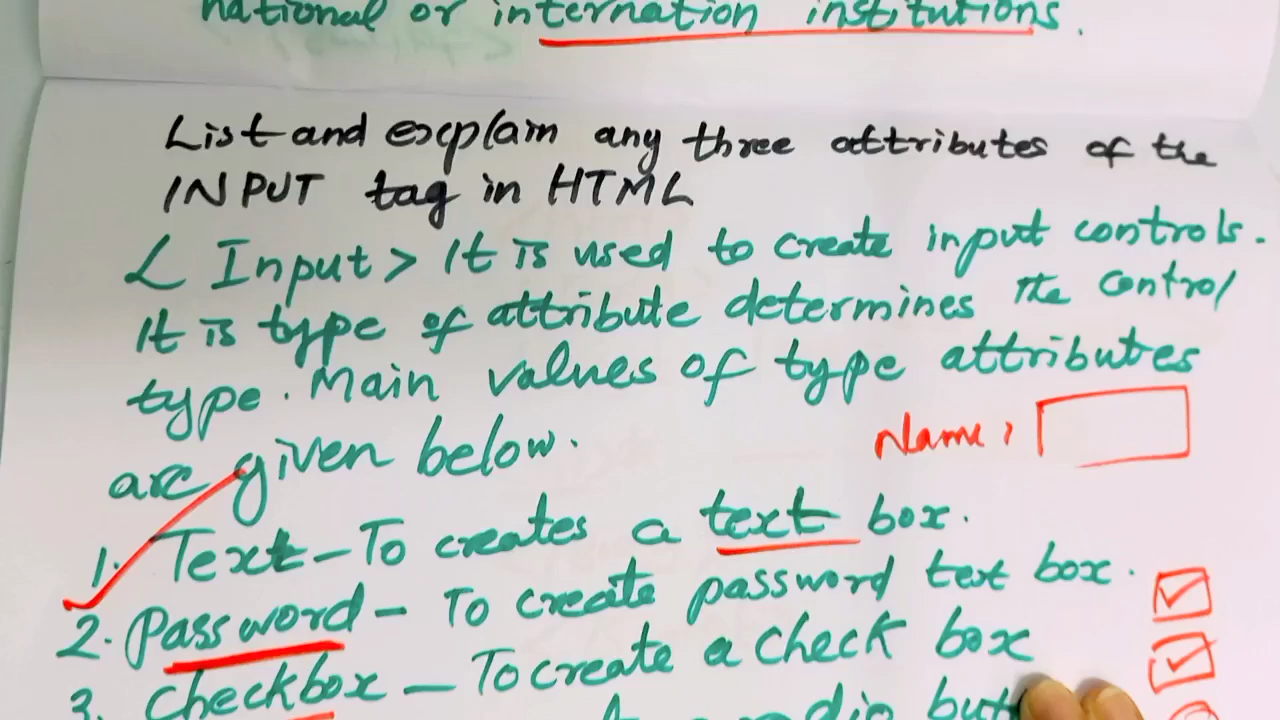 national or internation institutions.
List and explain any three attributes of the
INPUT tag in HTML
< Input> It is used to create input controls.
It is type of attribute determines the control
type. Main values of type attributes
are given below.
Name:
1. Text - To creates a text box.
2. Password - To create password text box.
3. Checkbox - To create a check box
radio